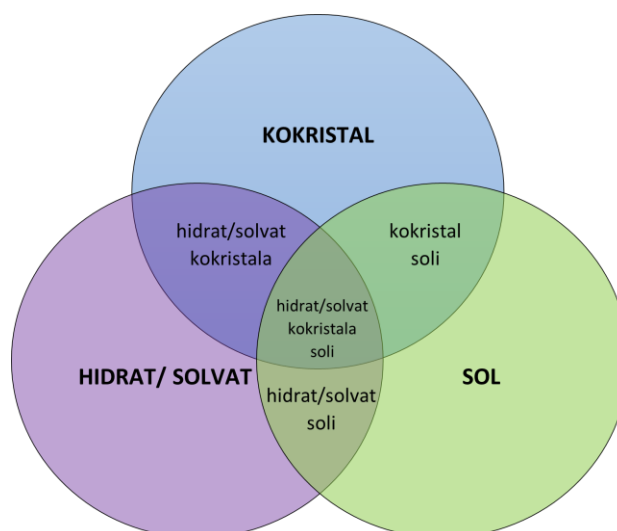 KOKRISTAL
hidrat/solvat
kokristala
kokristal
soli
hidrat/solvat
kokristala
soli
HIDRAT/ SOLVAT
SOL
hidrat/solvat
soli